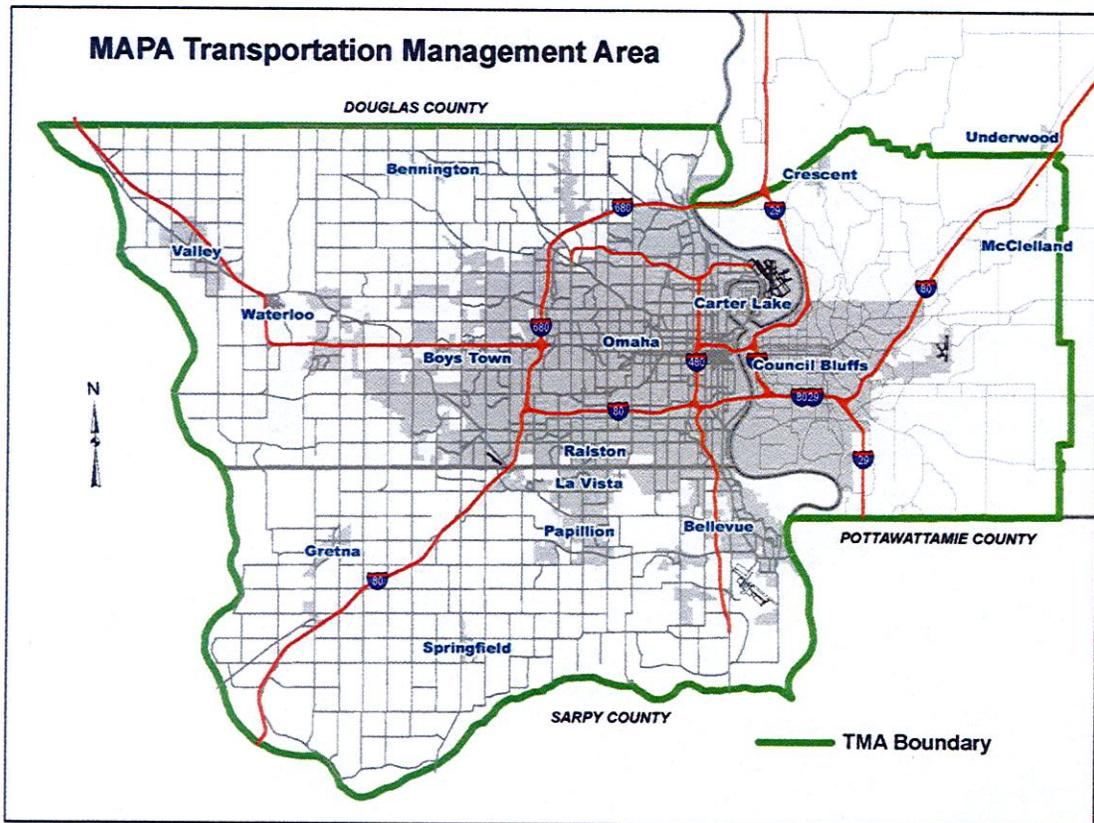 MAPA Transportation Management Area
DOUGLAS COUNTY
Underwood
Bennington
Crescent
680
29
McClelland
Valley
80
Waterloo
Carter Lake
680
Omaha
Boys Town
480
Council Bluffs
N
8029
80
Ralston
29
La Vista
Papillion
Bellevue
POTTAWATTAMIE COUNTY
Gretna
80
Springfield
SARPY COUNTY
TMA Boundary